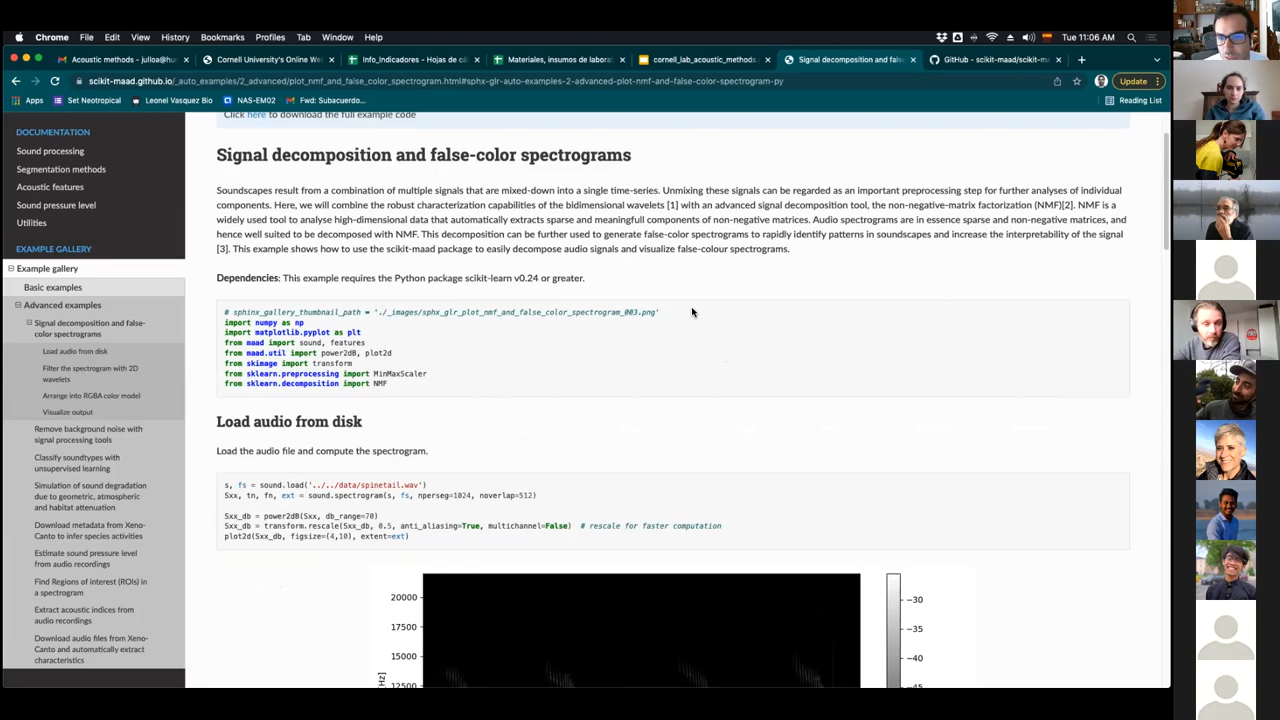 Chrome File Edit View History Bookmarks Profiles Tab Window Help
Tue 11:06 AM
Acoustic methods - julloa@hum
Cornell University's Online We
Info_Indicadores - Hojas de cá
Materiales, insumos de labora
cornell_lab_acoustic_methods
Signal decomposition and fals
GitHub - scikit-maad/scikit-m
scikit-maad.github.io/_auto_examples/2_advanced/plot_nmf_and_false_color_spectrogram.html#sphx-glr-auto-examples-2-advanced-plot-nmf-and-false-color-spectrogram-py
Update
Apps Set Neotropical Leonel Vasquez Bio NAS-EM02 Fwd: Subacuerdo... Reading List
DOCUMENTATION
Sound processing
Segmentation methods
Acoustic features
Sound pressure level
Utilities
EXAMPLE GALLERY
Example gallery
Basic examples
Advanced examples
Signal decomposition and false-
color spectrograms
Load audio from disk
Filter the spectrogram with 2D
wavelets
Arrange into RGBA color model
Visualize output
Remove background noise with
signal processing tools
Classify soundtypes with
unsupervised learning
Simulation of sound degradation
due to geometric, atmospheric
and habitat attenuation
Download metadata from Xeno-
Canto to infer species activities
Estimate sound pressure level
from audio recordings
Find Regions of interest (ROIs) in
a spectrogram
Extract acoustic indices from
audio recordings
Download audio files from Xeno-
Canto and automatically extract
characteristics
Click here to download the full example code
Signal decomposition and false-color spectrograms
Soundscapes result from a combination of multiple signals that are mixed-down into a single time-series. Unmixing these signals can be regarded as an important preprocessing step for further analyses of individual
components. Here, we will combine the robust characterization capabilities of the bidimensional wavelets [1] with an advanced signal decomposition tool, the non-negative-matrix factorization (NMF)[2]. NMF is a
widely used tool to analyse high-dimensional data that automatically extracts sparse and meaningfull components of non-negative matrices. Audio spectrograms are in essence sparse and non-negative matrices, and
hence well suited to be decomposed with NMF. This decomposition can be further used to generate false-color spectrograms to rapidly identify patterns in soundscapes and increase the interpretability of the signal
[3]. This example shows how to use the scikit-maad package to easily decompose audio signals and visualize false-colour spectrograms.
Dependencies: This example requires the Python package scikit-learn v0.24 or greater.
# sphinx_gallery_thumbnail_path = './_images/sphx_glr_plot_nmf_and_false_color_spectrogram_003.png'
import numpy as np
import matplotlib.pyplot as plt
from maad import sound, features
from maad.util import power2dB, plot2d
from skimage import transform
from sklearn.preprocessing import MinMaxScaler
from sklearn.decomposition import NMF
Load audio from disk
Load the audio file and compute the spectrogram.
s, fs = sound.load('../../data/spinetail.wav')
Sxx, tn, fn, ext = sound.spectrogram(s, fs, nperseg=1024, noverlap=512)
Sxx_db = power2dB(Sxx, db_range=70)
Sxx_db = transform.rescale(Sxx_db, 0.5, anti_aliasing=True, multichannel=False) # rescale for faster computation
plot2d(Sxx_db, figsize=(4,10), extent=ext)
20000
17500
15000
12500
[Hz]
−30
−35
−40
−45